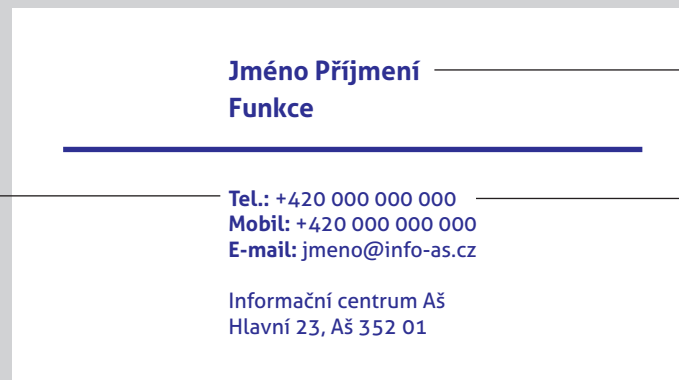 Jméno Příjmení
Funkce
Tel.: +420 000 000 000
Mobil: +420 000 000 000
E-mail: jmeno@info-as.cz
Informační centrum Aš
Hlavní 23, Aš 352 01